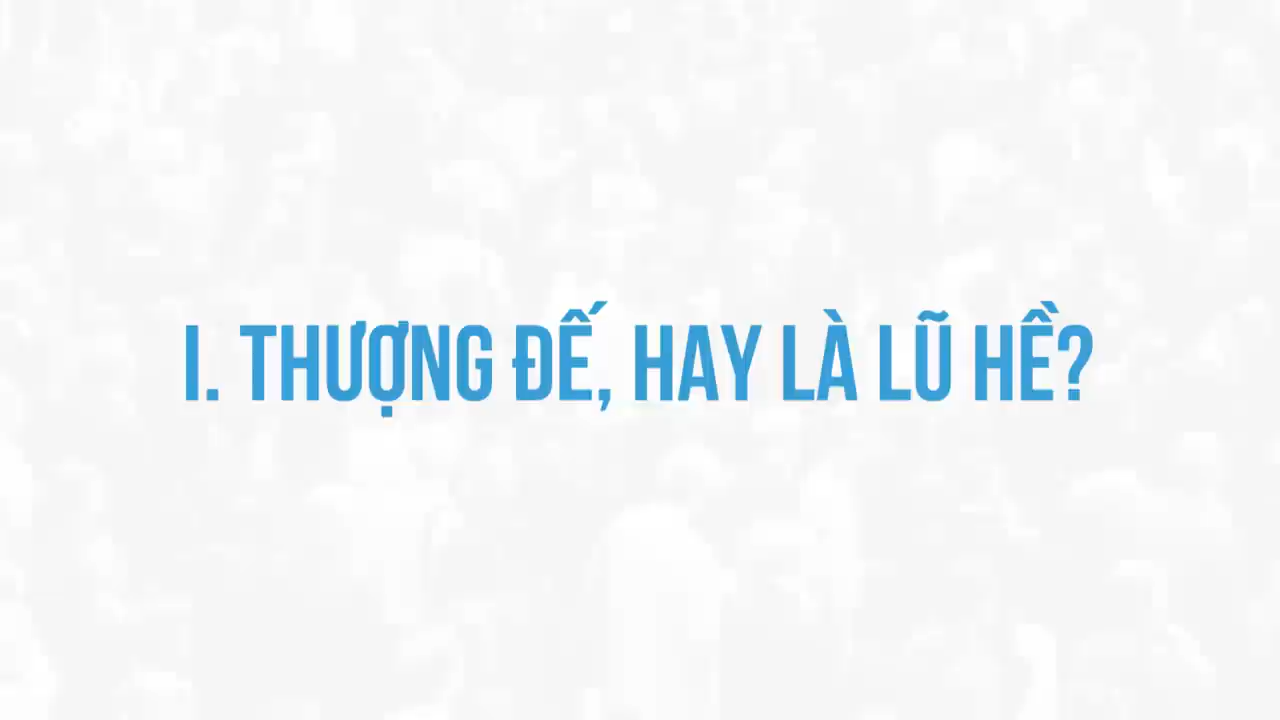 I. THƯỢNG ĐẾ, HAY LÀ LŨ HỀ?